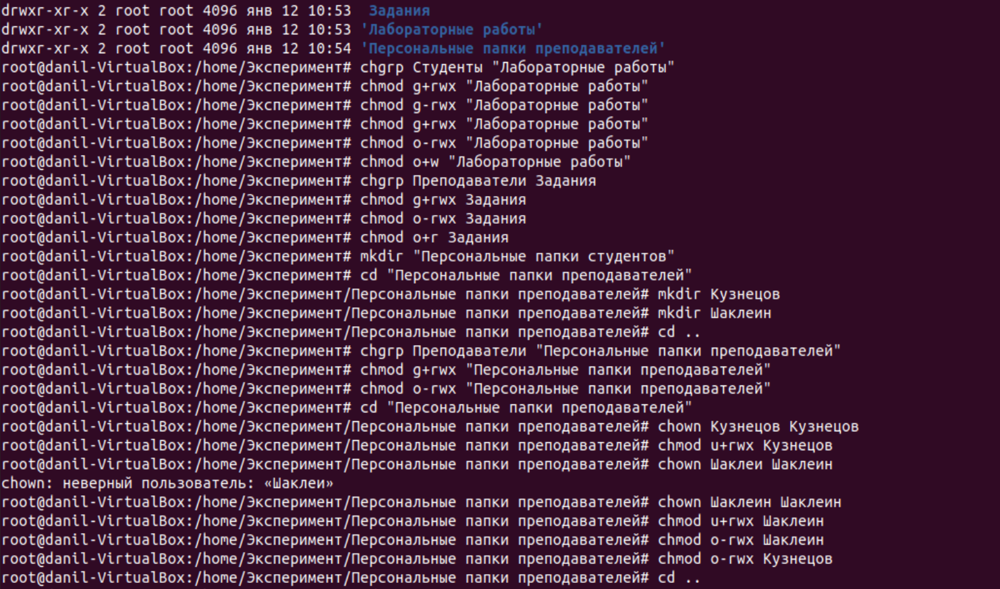 drwxr-xr-x 2 root root 4096 янв 12 10:53  Задания
drwxr-xr-x 2 root root 4096 янв 12 10:53 'Лабораторные работы'
drwxr-xr-x 2 root root 4096 янв 12 10:54 'Персональные папки преподавателей'
root@danil-VirtualBox:/home/Эксперимент# chgrp Студенты "Лабораторные работы"
root@danil-VirtualBox:/home/Эксперимент# chmod g+rwx "Лабораторные работы"
root@danil-VirtualBox:/home/Эксперимент# chmod g-rwx "Лабораторные работы"
root@danil-VirtualBox:/home/Эксперимент# chmod g+rwx "Лабораторные работы"
root@danil-VirtualBox:/home/Эксперимент# chmod o-rwx "Лабораторные работы"
root@danil-VirtualBox:/home/Эксперимент# chmod o+w "Лабораторные работы"
root@danil-VirtualBox:/home/Эксперимент# chgrp Преподаватели Задания
root@danil-VirtualBox:/home/Эксперимент# chmod g+rwx Задания
root@danil-VirtualBox:/home/Эксперимент# chmod o-rwx Задания
root@danil-VirtualBox:/home/Эксперимент# chmod o+r Задания
root@danil-VirtualBox:/home/Эксперимент# mkdir "Персональные папки студентов"
root@danil-VirtualBox:/home/Эксперимент# cd "Персональные папки преподавателей"
root@danil-VirtualBox:/home/Эксперимент/Персональные папки преподавателей# mkdir Кузнецов
root@danil-VirtualBox:/home/Эксперимент/Персональные папки преподавателей# mkdir Шаклеин
root@danil-VirtualBox:/home/Эксперимент/Персональные папки преподавателей# cd ..
root@danil-VirtualBox:/home/Эксперимент# chgrp Преподаватели "Персональные папки преподавателей"
root@danil-VirtualBox:/home/Эксперимент# chmod g+rwx "Персональные папки преподавателей"
root@danil-VirtualBox:/home/Эксперимент# chmod o-rwx "Персональные папки преподавателей"
root@danil-VirtualBox:/home/Эксперимент# cd "Персональные папки преподавателей"
root@danil-VirtualBox:/home/Эксперимент/Персональные папки преподавателей# chown Кузнецов Кузнецов
root@danil-VirtualBox:/home/Эксперимент/Персональные папки преподавателей# chmod u+rwx Кузнецов
root@danil-VirtualBox:/home/Эксперимент/Персональные папки преподавателей# chown Шаклеи Шаклеин
chown: неверный пользователь: «Шаклеи»
root@danil-VirtualBox:/home/Эксперимент/Персональные папки преподавателей# chown Шаклеин Шаклеин
root@danil-VirtualBox:/home/Эксперимент/Персональные папки преподавателей# chmod u+rwx Шаклеин
root@danil-VirtualBox:/home/Эксперимент/Персональные папки преподавателей# chmod o-rwx Шаклеин
root@danil-VirtualBox:/home/Эксперимент/Персональные папки преподавателей# chmod o-rwx Кузнецов
root@danil-VirtualBox:/home/Эксперимент/Персональные папки преподавателей# cd ..